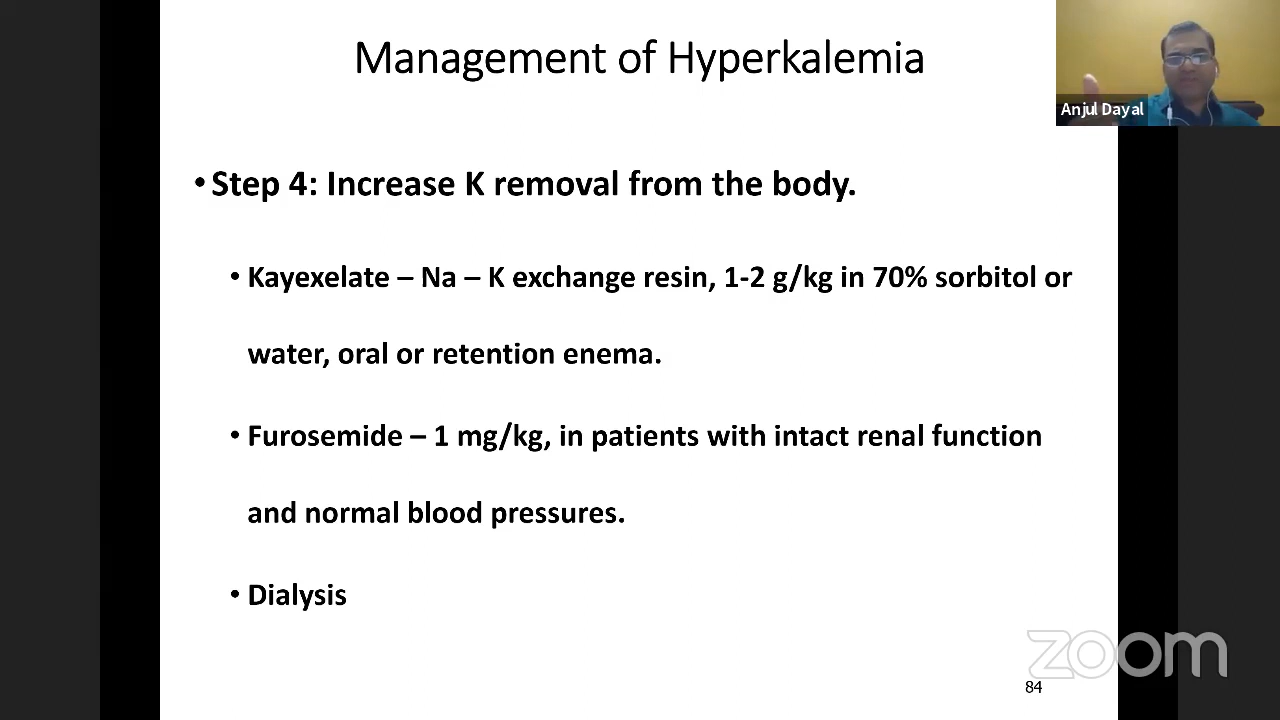 Management of Hyperkalemia
Anjul Dayal
•Step 4: Increase K removal from the body.
• Kayexelate – Na – K exchange resin, 1-2 g/kg in 70% sorbitol or
water, oral or retention enema.
• Furosemide – 1 mg/kg, in patients with intact renal function
and normal blood pressures.
• Dialysis
zoom
84